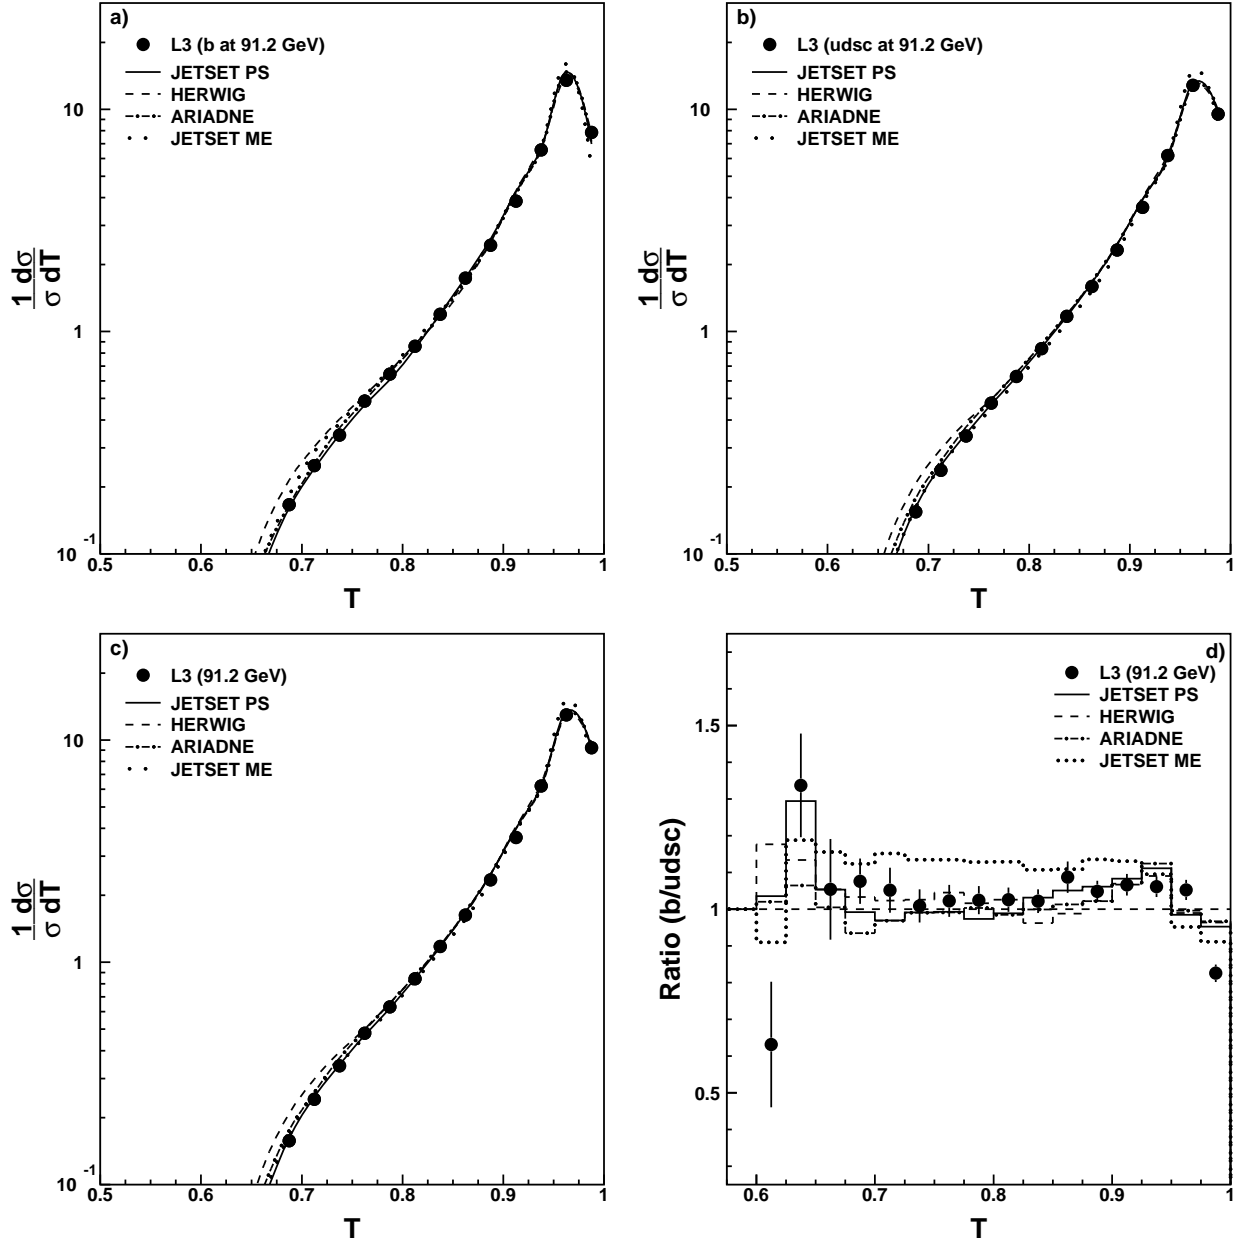 a)
L3 (b at 91.2 GeV)
JETSET PS
HERWIG
ARIADNE
JETSET ME
10
1
10 -1
1 dσ
σ dT
0.5 0.6 0.7 0.8 0.9 1
T
b)
L3 (udsc at 91.2 GeV)
JETSET PS
HERWIG
ARIADNE
JETSET ME
10
1
10 -1
1 dσ
σ dT
0.5 0.6 0.7 0.8 0.9 1
T
c)
L3 (91.2 GeV)
JETSET PS
HERWIG
ARIADNE
JETSET ME
10
1
10 -1
1 dσ
σ dT
0.5 0.6 0.7 0.8 0.9 1
T
d)
L3 (91.2 GeV)
JETSET PS
HERWIG
ARIADNE
JETSET ME
1.5
1
0.5
Ratio (b/udsc)
0.6 0.7 0.8 0.9 1
T